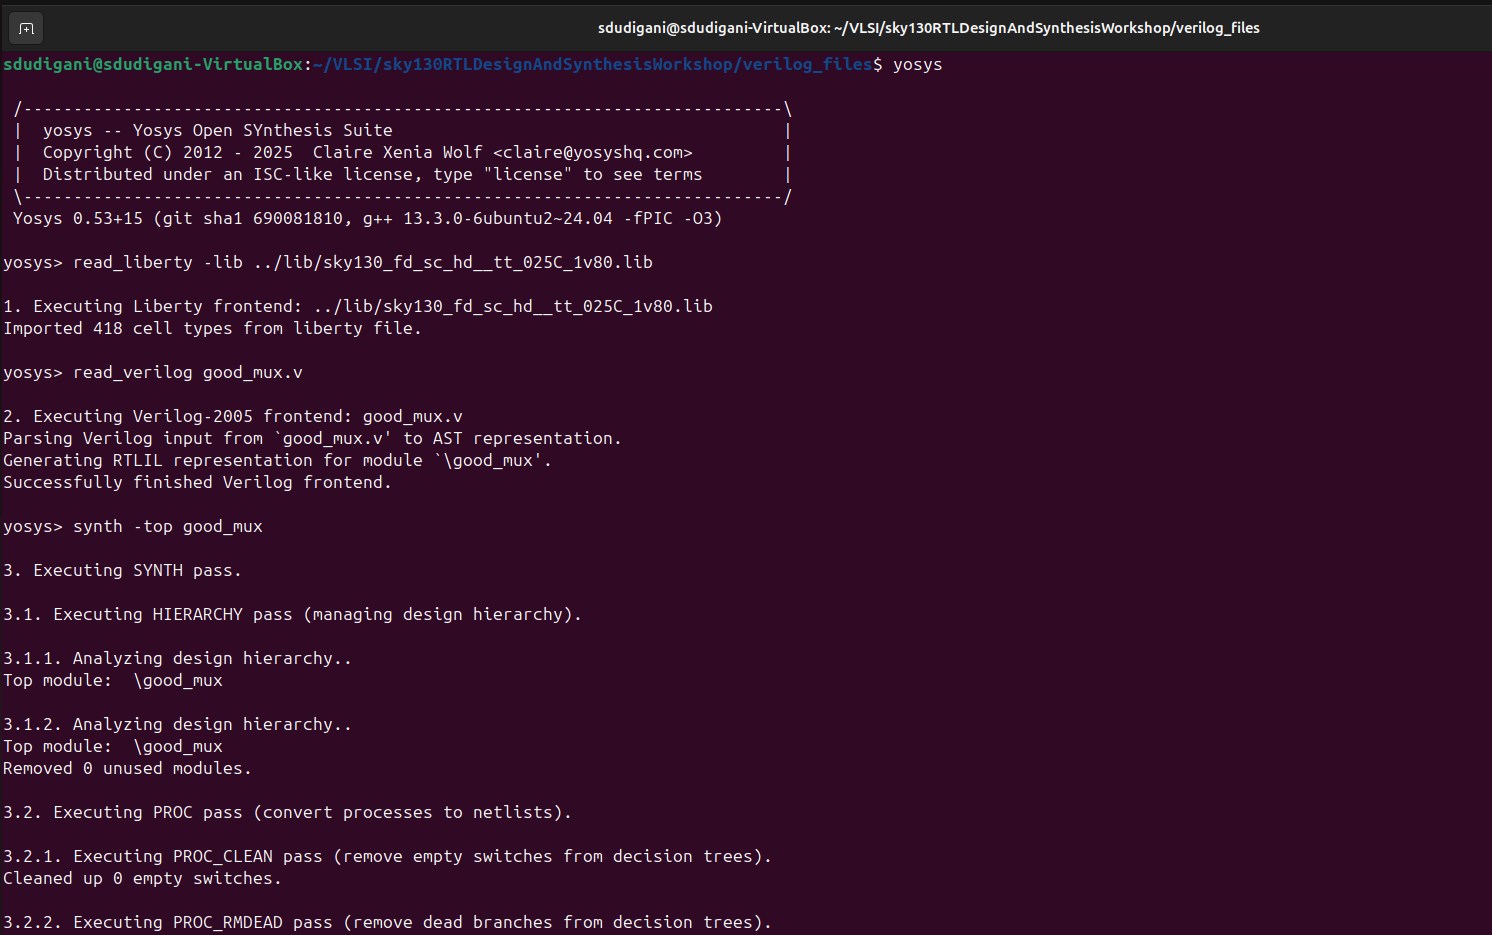 sdudigani@sdudigani-VirtualBox: ~/VLSI/sky130RTLDesignAndSynthesisWorkshop/verilog_files
sdudigani@sdudigani-VirtualBox:~/VLSI/sky130RTLDesignAndSynthesisWorkshop/verilog_files$ yosys
/----------------------------------------------------------------------------\
|  yosys -- Yosys Open SYnthesis Suite                                       |
|  Copyright (C) 2012 - 2025  Claire Xenia Wolf <claire@yosyshq.com>         |
|  Distributed under an ISC-like license, type "license" to see terms        |
\----------------------------------------------------------------------------/
Yosys 0.53+15 (git sha1 690081810, g++ 13.3.0-6ubuntu2~24.04 -fPIC -O3)
yosys> read_liberty -lib ../lib/sky130_fd_sc_hd__tt_025C_1v80.lib
1. Executing Liberty frontend: ../lib/sky130_fd_sc_hd__tt_025C_1v80.lib
Imported 418 cell types from liberty file.
yosys> read_verilog good_mux.v
2. Executing Verilog-2005 frontend: good_mux.v
Parsing Verilog input from `good_mux.v' to AST representation.
Generating RTLIL representation for module `\good_mux'.
Successfully finished Verilog frontend.
yosys> synth -top good_mux
3. Executing SYNTH pass.
3.1. Executing HIERARCHY pass (managing design hierarchy).
3.1.1. Analyzing design hierarchy..
Top module:  \good_mux
3.1.2. Analyzing design hierarchy..
Top module:  \good_mux
Removed 0 unused modules.
3.2. Executing PROC pass (convert processes to netlists).
3.2.1. Executing PROC_CLEAN pass (remove empty switches from decision trees).
Cleaned up 0 empty switches.
3.2.2. Executing PROC_RMDEAD pass (remove dead branches from decision trees).